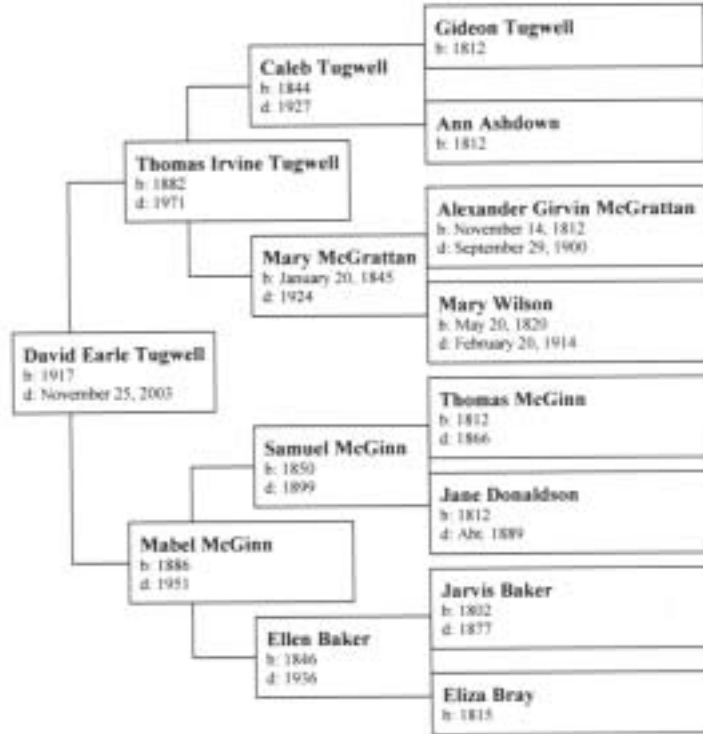 Gideon Tugwell
b: 1812
Caleb Tugwell
b: 1844
d: 1927
Ann Ashdown
b: 1812
Thomas Irvine Tugwell
b: 1882
d: 1971
Alexander Girvin McGrattan
b: November 14, 1812
d: September 29, 1900
Mary McGrattan
b: January 20, 1845
d: 1924
Mary Wilson
b: May 20, 1820
d: February 20, 1914
David Earle Tugwell
b: 1917
d: November 25, 2003
Thomas McGinn
b: 1812
d: 1866
Samuel McGinn
b: 1850
d: 1899
Jane Donaldson
b: 1812
d: Abt. 1889
Mabel McGinn
b: 1886
d: 1951
Jarvis Baker
b: 1802
d: 1877
Ellen Baker
b: 1846
d: 1936
Eliza Bray
b: 1815